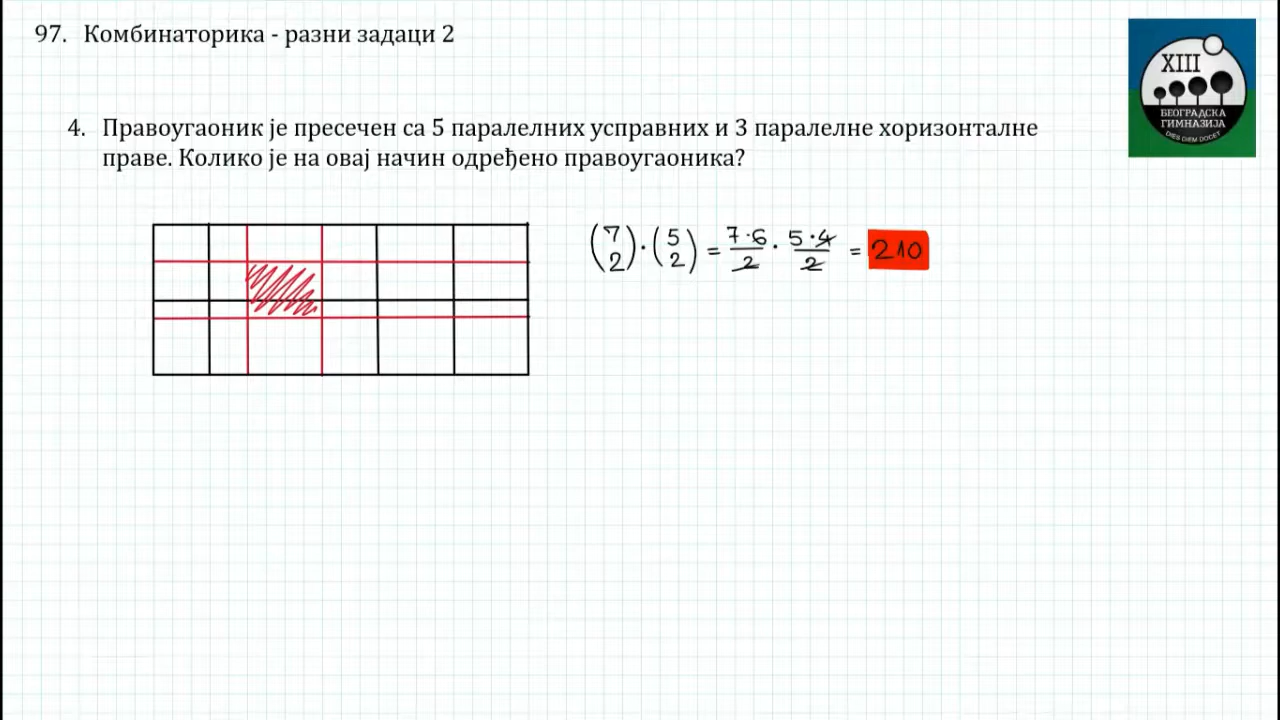 97. Комбинаторика - разни задаци 2
XIII
БЕОГРАДСКА
ГИМНАЗИЈА
DIES DIEM DOCET
4. Правоугаоник је пресечен са 5 паралелних усправних и 3 паралелне хоризонталне
праве. Колико је на овај начин одређено правоугаоника?
(7 2) · (5 2) = 7·6/2 · 5·4/2 = 210